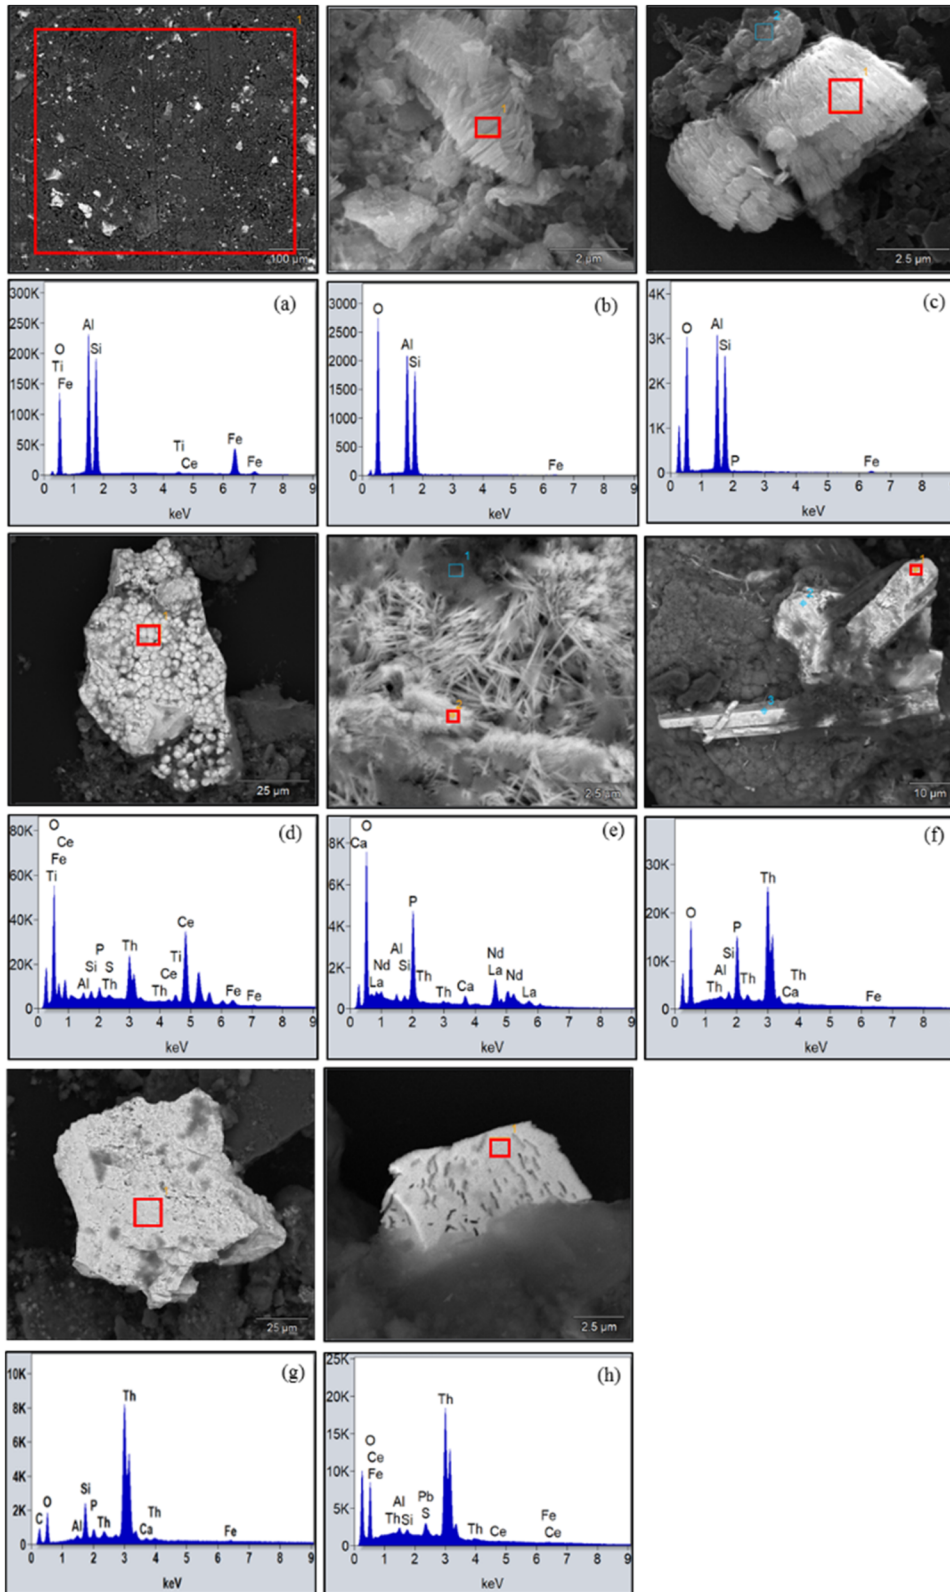 1
100 µm
1
2 µm
2
1
2.5 µm
(a)
300K
250K
200K
150K
100K
50K
0
O
Ti
Fe
Al
Si
Ti
Ce
Fe
Fe
0 1 2 3 4 5 6 7 8 9
keV
(b)
3000
2500
2000
1500
1000
500
0
O
Al
Si
Fe
0 1 2 3 4 5 6 7 8 9
keV
(c)
4K
3K
2K
1K
0
O
Al
Si
P
Fe
0 1 2 3 4 5 6 7 8
keV
25 µm
1
2.5 µm
1
3
10 µm
(d)
80K
60K
40K
20K
0
O
Ce
Fe
Ti
Al
Si
P
S
Th
Th
Th
Ce
Ti
Ce
Fe
Fe
0 1 2 3 4 5 6 7 8 9
keV
(e)
8K
6K
4K
2K
0
O
Ca
La
Nd
Al
Si
P
Th
Th
Ca
Nd
La
Nd
La
0 1 2 3 4 5 6 7 8 9
keV
(f)
30K
20K
10K
0
O
Th
Al
Si
P
Th
Th
Ca
Th
Fe
0 1 2 3 4 5 6 7 8
keV
25 µm
1
2.5 µm
(g)
10K
8K
6K
4K
2K
0
C
O
Al
Si
P
Th
Th
Ca
Th
Fe
0 1 2 3 4 5 6 7 8 9
keV
(h)
25K
20K
15K
10K
5K
0
O
Ce
Fe
Th
Al
Si
Pb
S
Th
Th
Ce
Fe
Ce
0 1 2 3 4 5 6 7 8 9
keV